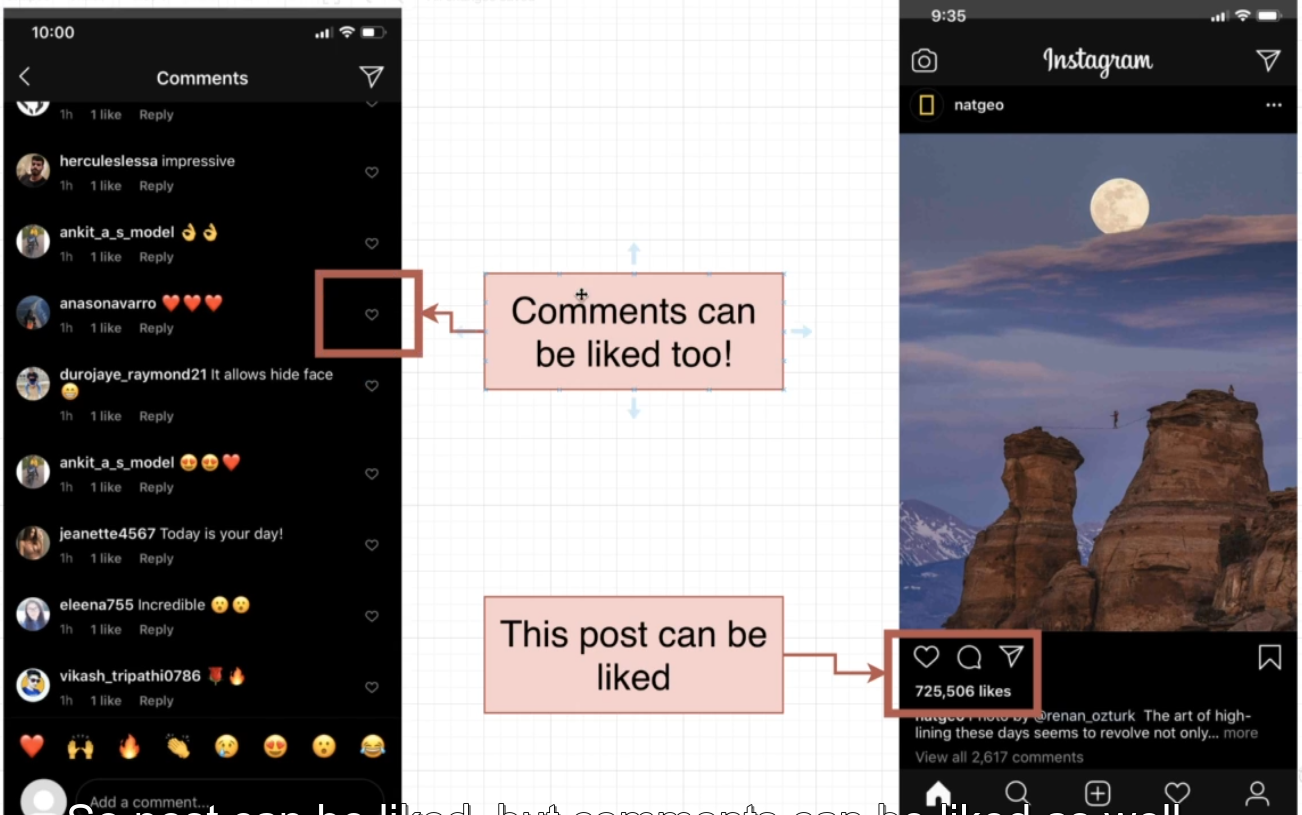 10:00
Comments
1h 1 like Reply
herculeslessa impressive
1h 1 like Reply
ankit_a_s_model 👌👌
1h 1 like Reply
anasonavarro ❤️❤️❤️
1h 1 like Reply
durojaye_raymond21 It allows hide face
😁
1h 1 like Reply
ankit_a_s_model 😍😍❤️
1h 1 like Reply
jeanette4567 Today is your day!
1h 1 like Reply
eleena755 Incredible 😮😮
1h 1 like Reply
vikash_tripathi0786 🌹🔥
1h 1 like Reply
❤️🙌🔥👏😢😍😮😂
Add a comment...
Comments can
be liked too!
This post can be
liked
9:35
Instagram
natgeo
725,506 likes
natgeo Photo by @renan_ozturk The art of high-
lining these days seems to revolve not only... more
View all 2,617 comments
So post can be liked, but comments can be liked as well